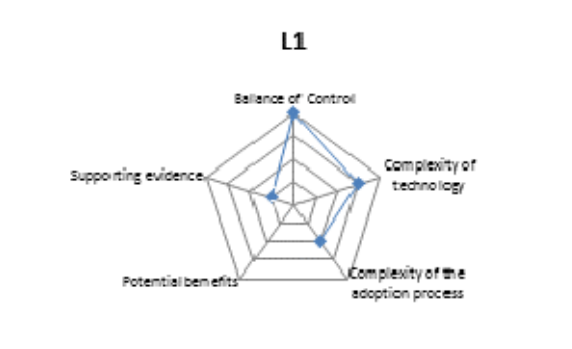 L1
Ballance of Control
Supporting evidence
Complexity of
technology
Potential benefits
Complexity of the
adoption process